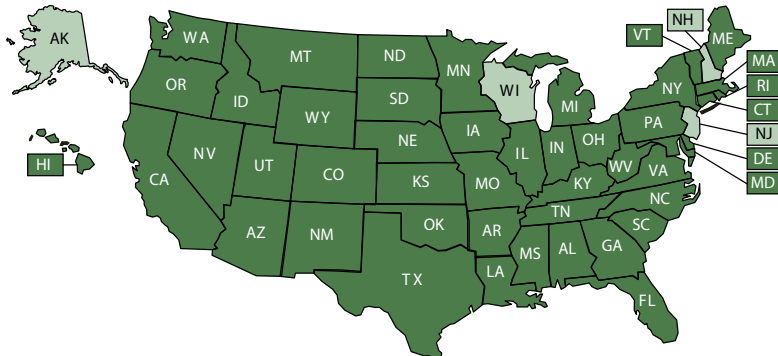 NH
AK
WA
VT
ME
MT
ND
MN
MA
OR
NY
RI
ID
WI
SD
MI
WY
CT
PA
IA
NJ
NE
OH
IL
IN
NV
UT
HI
DE
CO
WV
VA
CA
KS
MO
KY
MD
NC
TN
OK
AZ
NM
AR
SC
MS
AL
GA
LA
TX
FL